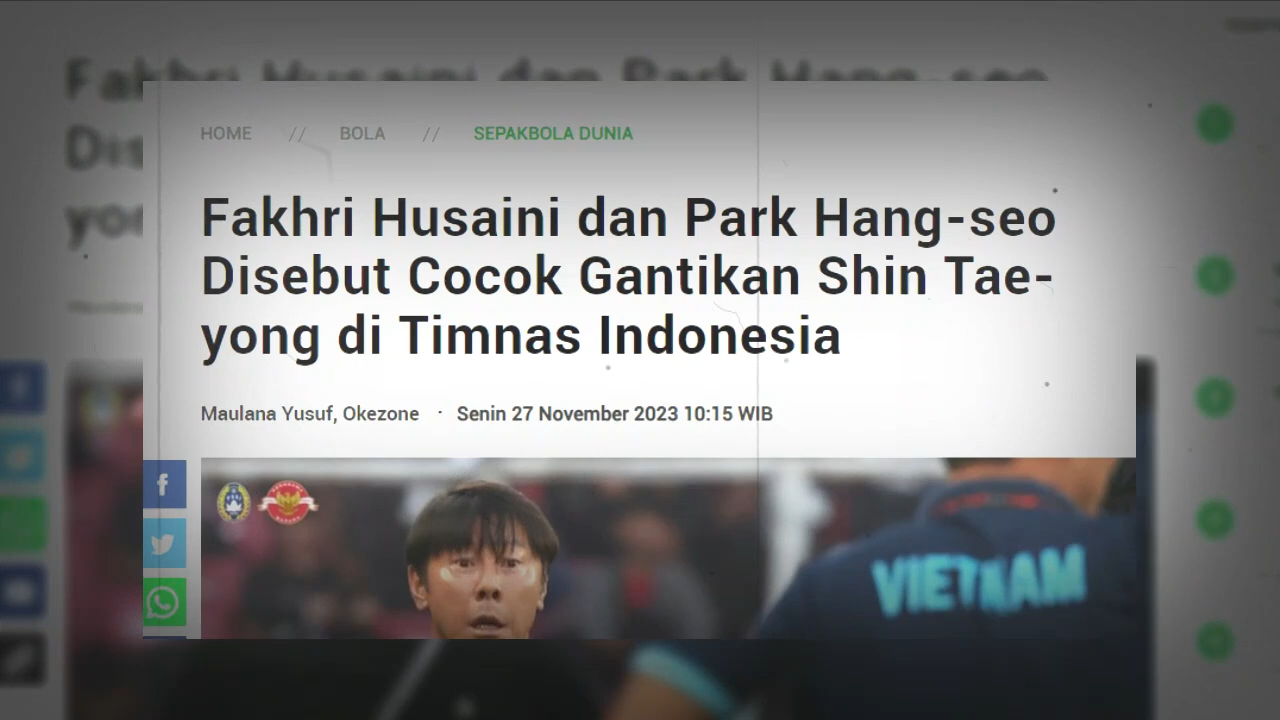 HOME // BOLA // SEPAKBOLA DUNIA
Fakhri Husaini dan Park Hang-seo
Disebut Cocok Gantikan Shin Tae-
yong di Timnas Indonesia
Maulana Yusuf, Okezone · Senin 27 November 2023 10:15 WIB
VIETNAM